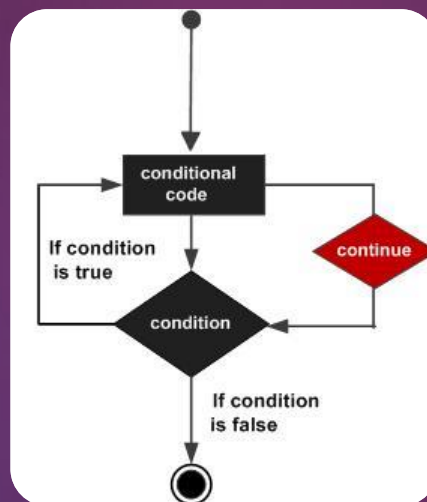 conditional
code
If condition
is true
continue
condition
If condition
is false